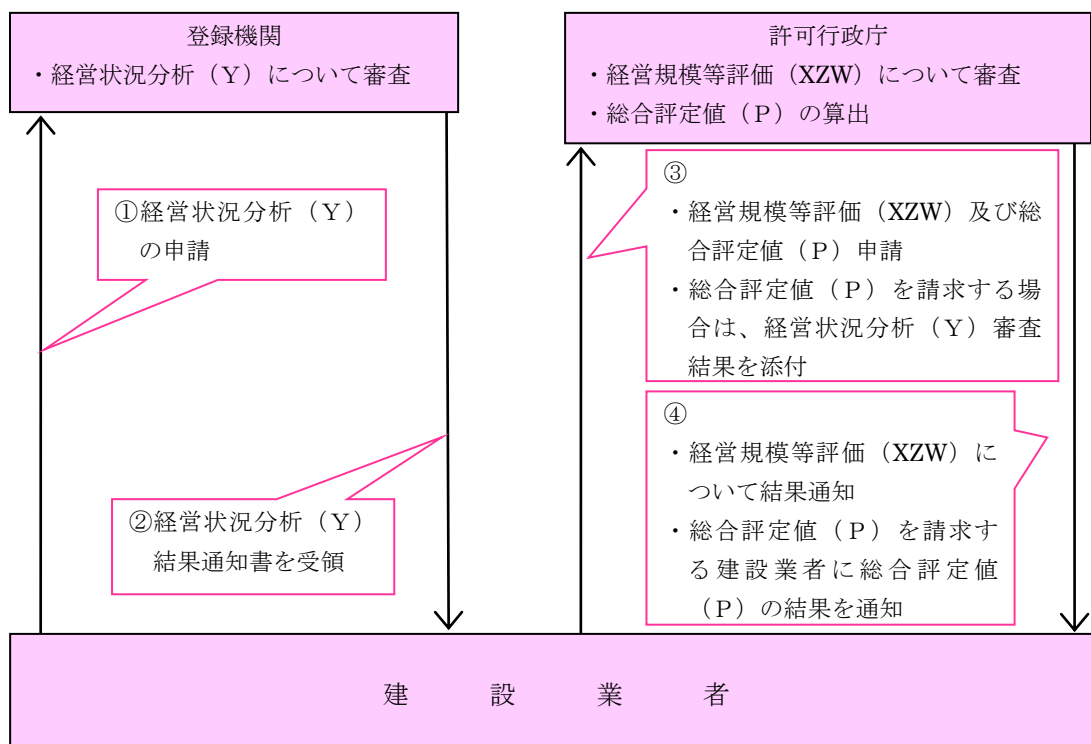 登録機関
・経営状況分析（Ｙ）について審査
許可行政庁
・経営規模等評価（XZW）について審査
・総合評定値（Ｐ）の算出
①経営状況分析（Ｙ）
の申請
②経営状況分析（Ｙ）
結果通知書を受領
③
・経営規模等評価（XZW）及び総
合評定値（Ｐ）申請
・総合評定値（Ｐ）を請求する場
合は、経営状況分析（Ｙ）審査
結果を添付
④
・経営規模等評価（XZW）に
ついて結果通知
・総合評定値（Ｐ）を請求す
る建設業者に総合評定値
（Ｐ）の結果を通知
建設業者